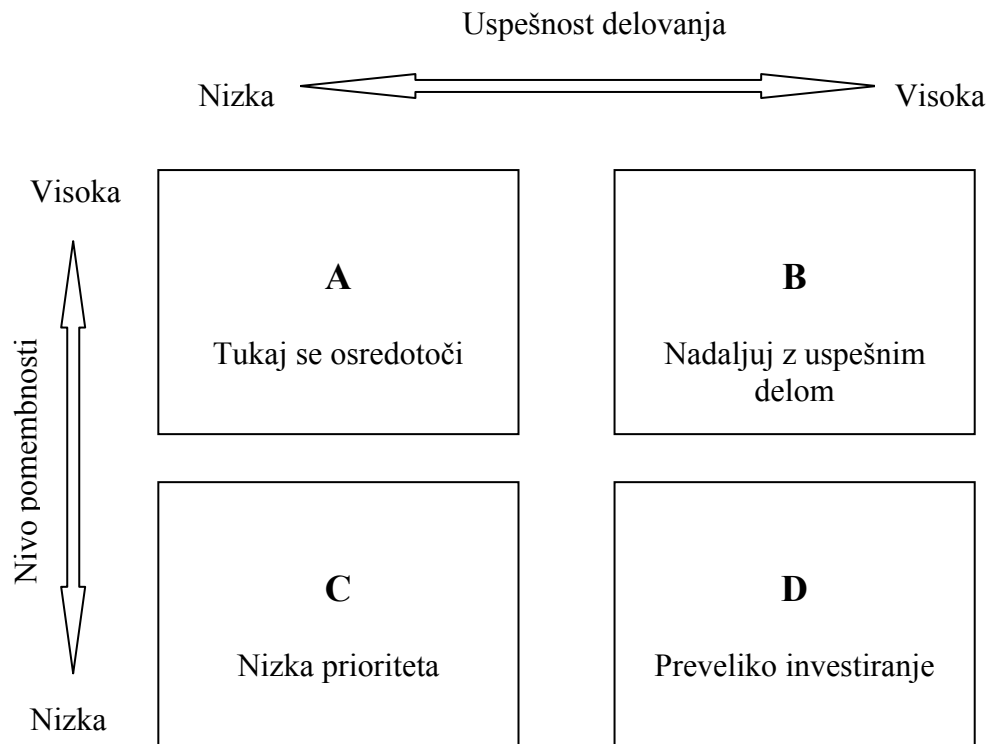 Uspešnost delovanja
Nizka
Visoka
Visoka
Nivo pomembnosti
A
Tukaj se osredotoči
B
Nadaljuj z uspešnim
delom
C
Nizka prioriteta
D
Preveliko investiranje
Nizka